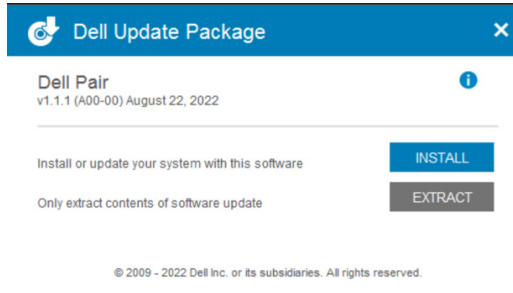 Dell Update Package
Dell Pair
v1.1.1 (A00-00) August 22, 2022
Install or update your system with this software
INSTALL
Only extract contents of software update
EXTRACT
© 2009 - 2022 Dell Inc. or its subsidiaries. All rights reserved.